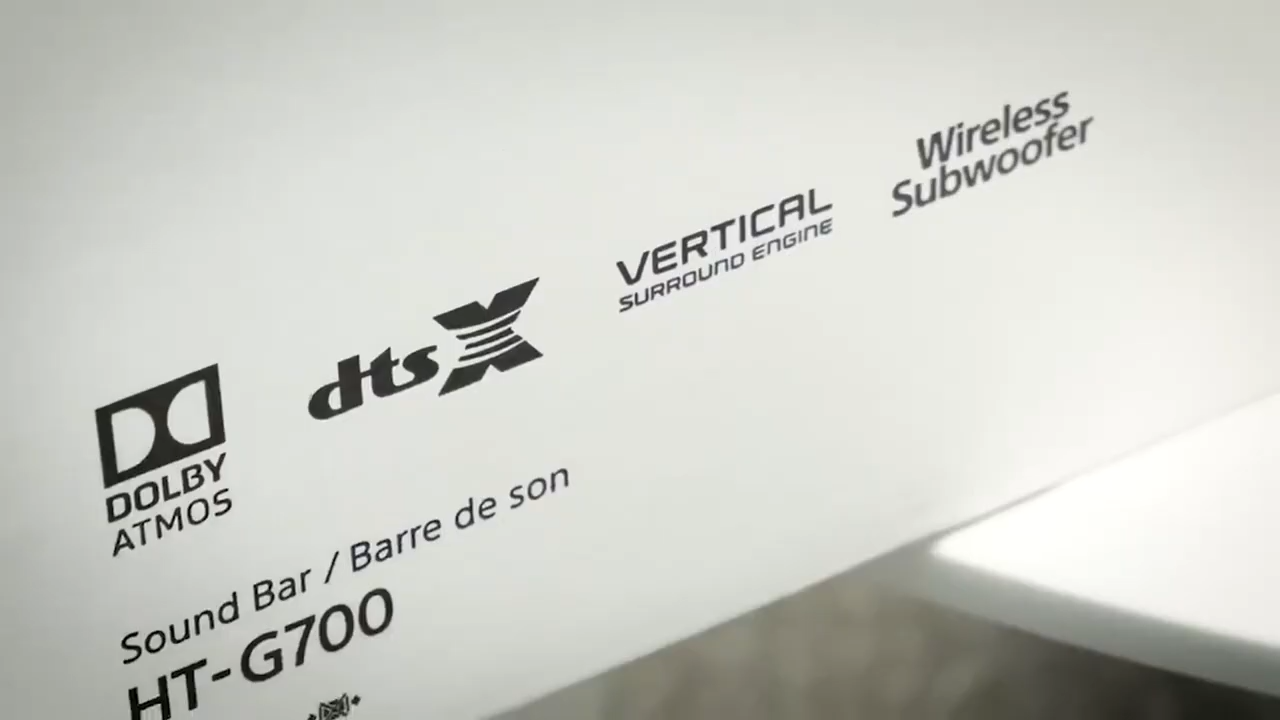 Wireless
Subwoofer
VERTICAL
SURROUND ENGINE
dts X
DOLBY
ATMOS
Sound Bar / Barre de son
HT-G700